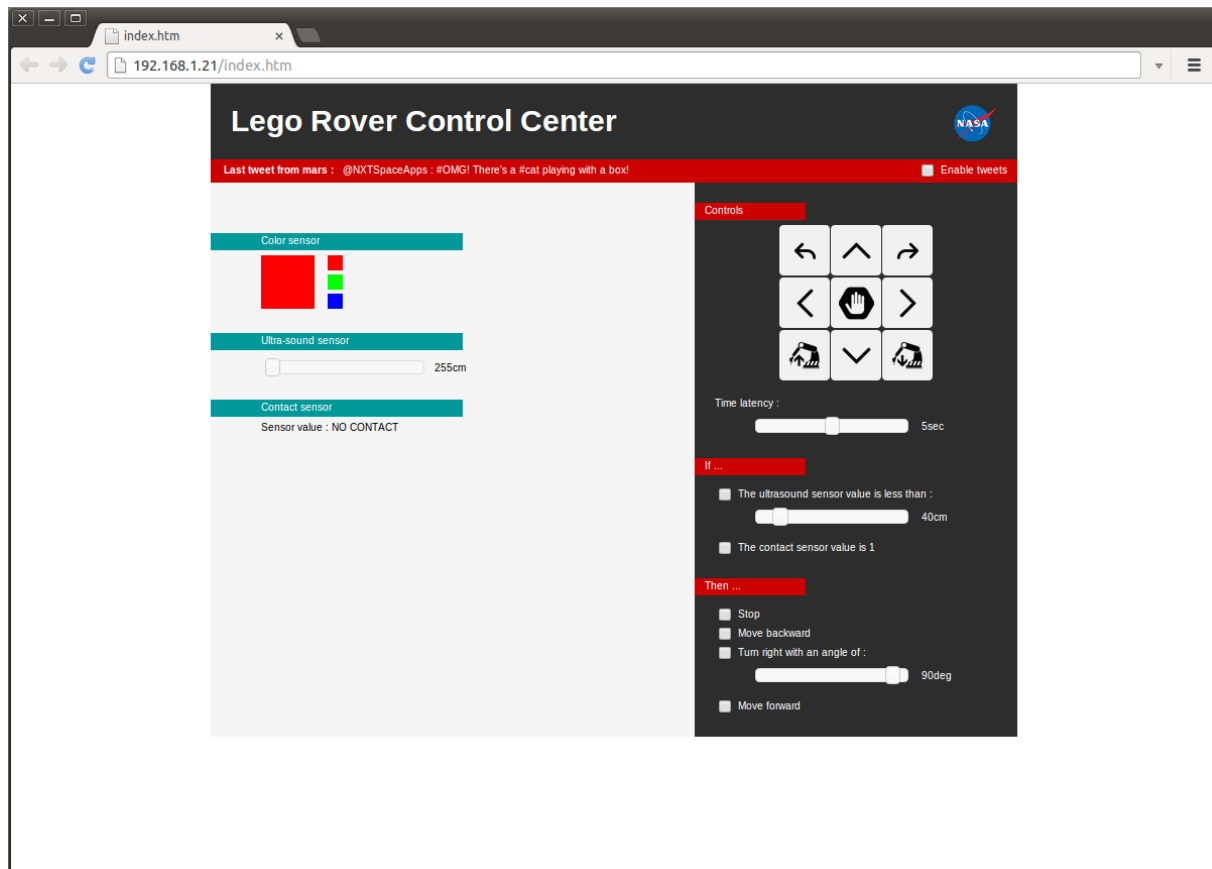 index.htm
192.168.1.21/index.htm
Lego Rover Control Center
NASA
Last tweet from mars : @NXTSpaceApps : #OMG! There's a #cat playing with a box!
Enable tweets
Color sensor
Ultra-sound sensor
255cm
Contact sensor
Sensor value : NO CONTACT
Controls
Time latency :
5sec
If ...
The ultrasound sensor value is less than :
40cm
The contact sensor value is 1
Then ...
Stop
Move backward
Turn right with an angle of :
90deg
Move forward